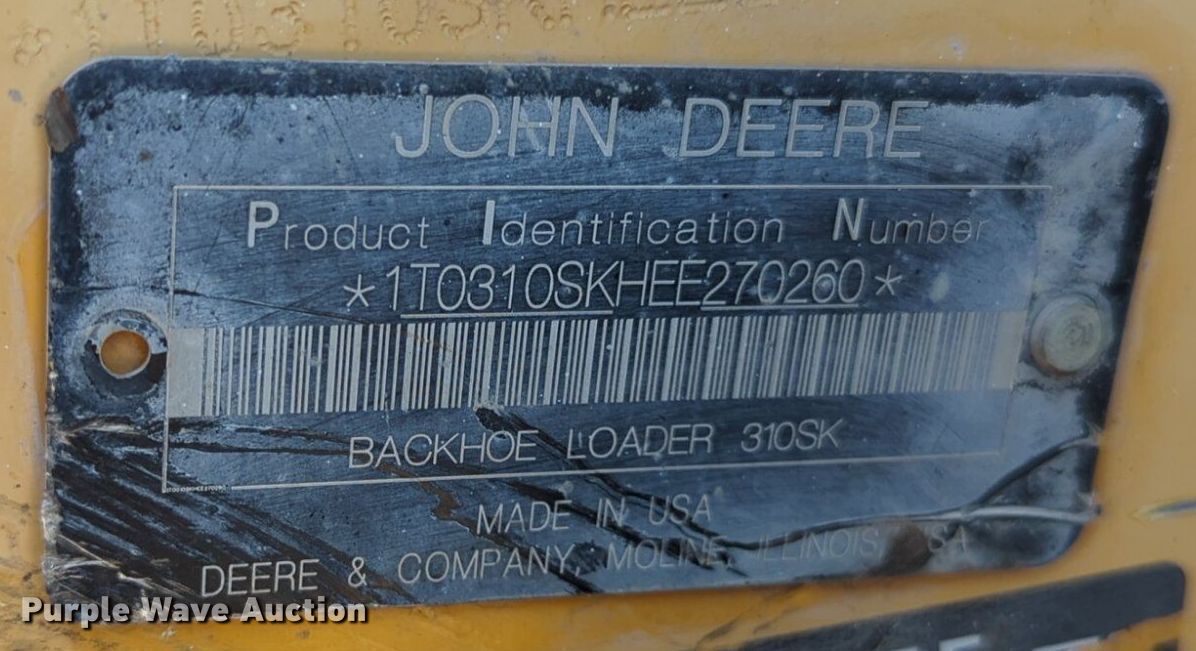 JOHN DEERE
Product Identification Number
*1T0310SKHEE270260*
BACKHOE LOADER 310SK
MADE IN USA
DEERE & COMPANY, MOLINE, ILLINOIS, USA
Purple Wave Auction